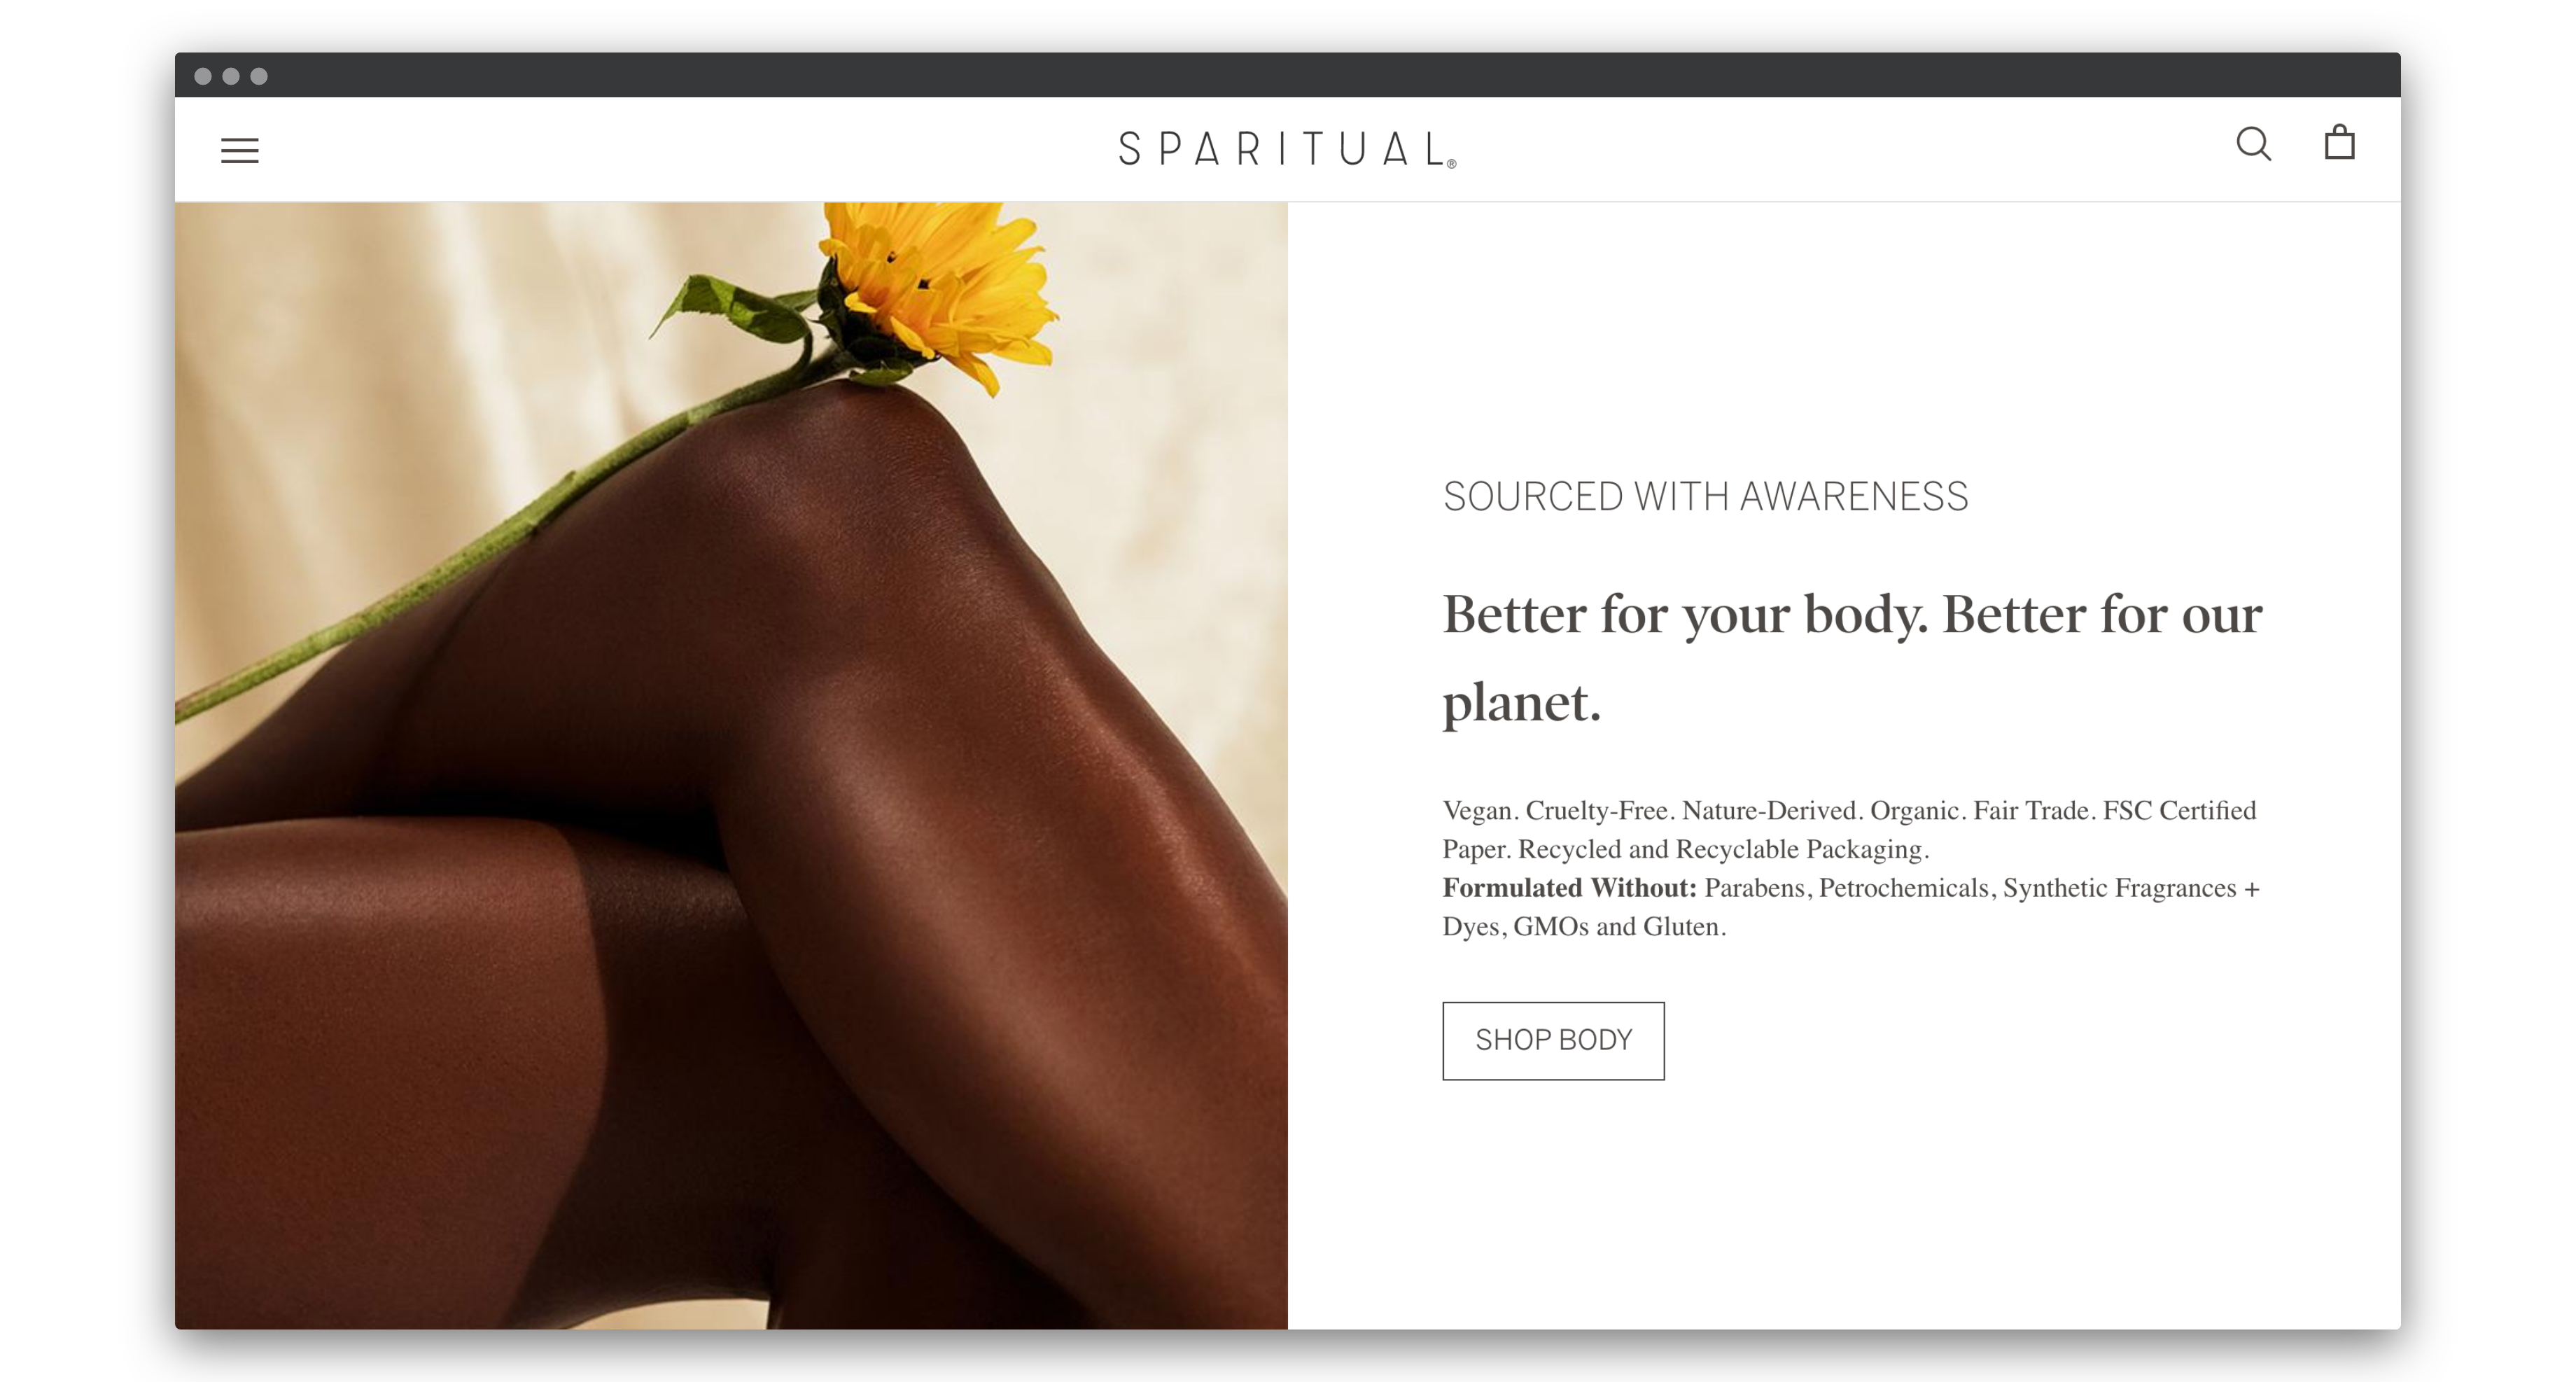 SPARITUAL®
SOURCED WITH AWARENESS
Better for your body. Better for our
planet.
Vegan. Cruelty-Free. Nature-Derived. Organic. Fair Trade. FSC Certified
Paper. Recycled and Recyclable Packaging.
Formulated Without: Parabens, Petrochemicals, Synthetic Fragrances +
Dyes, GMOs and Gluten.
SHOP BODY